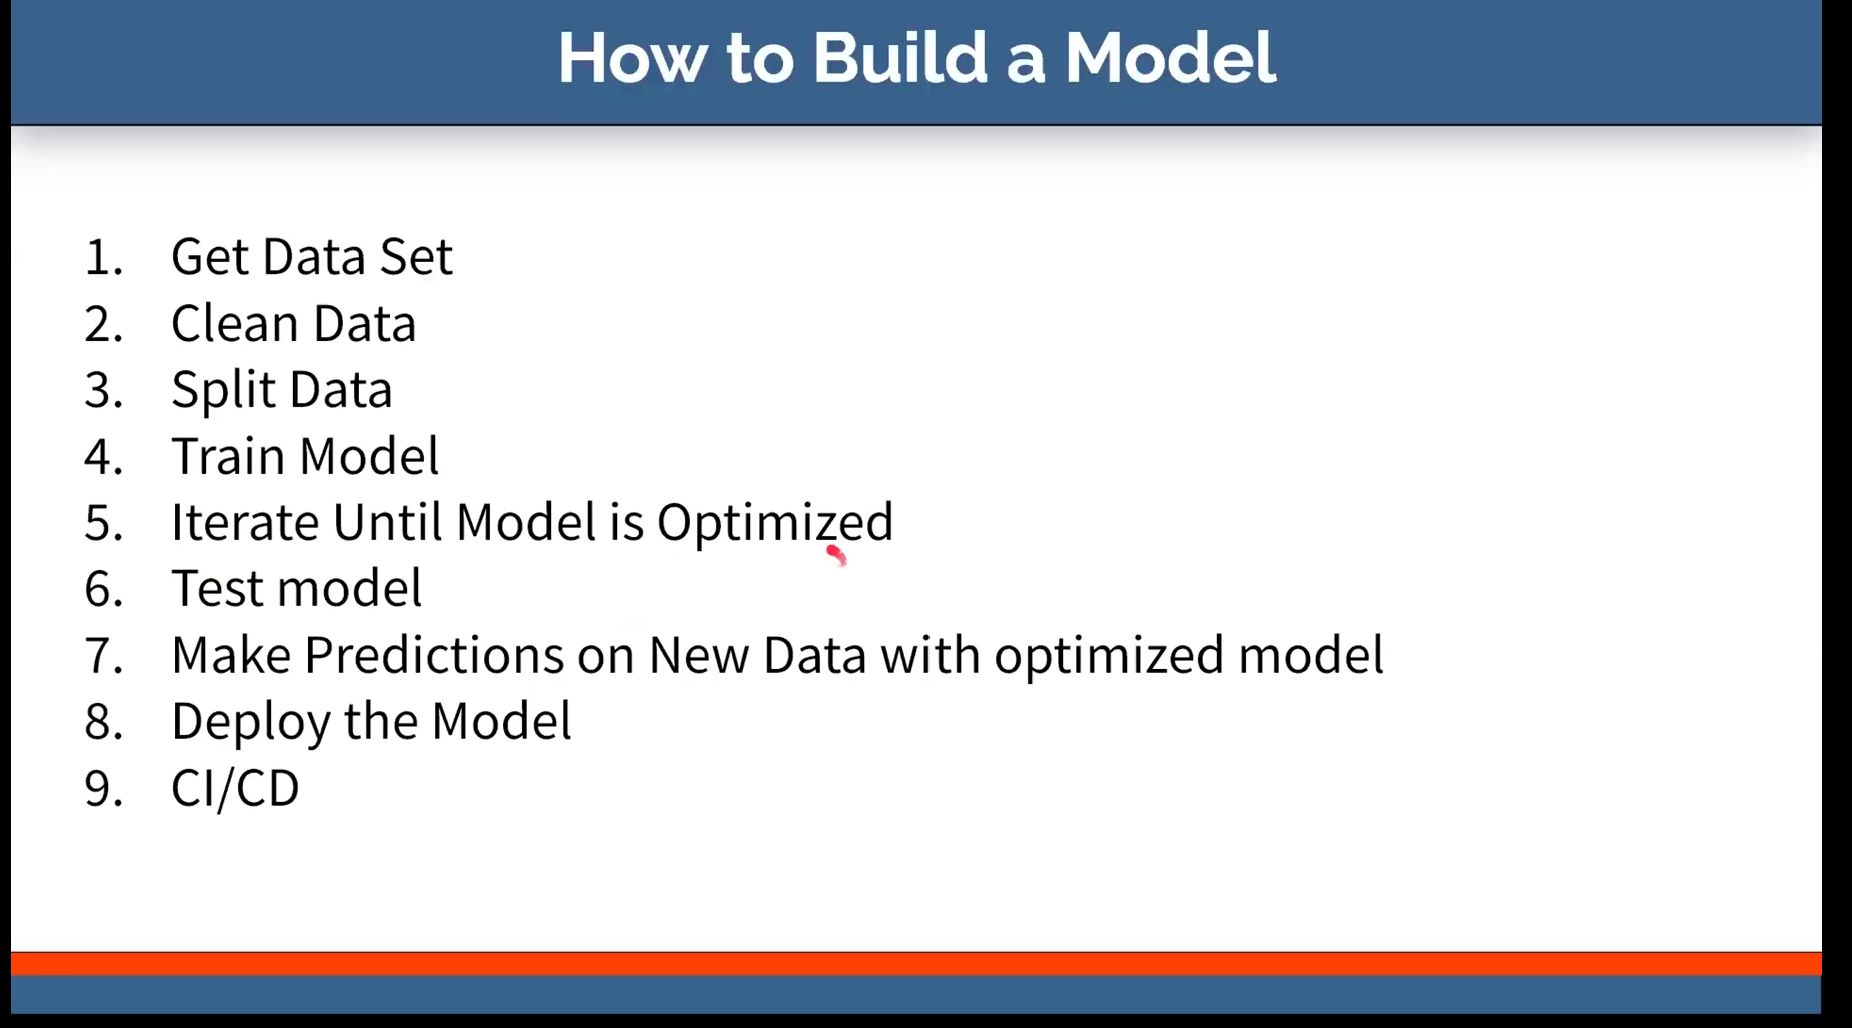 How to Build a Model
1. Get Data Set
2. Clean Data
3. Split Data
4. Train Model
5. Iterate Until Model is Optimized
6. Test model
7. Make Predictions on New Data with optimized model
8. Deploy the Model
9. CI/CD